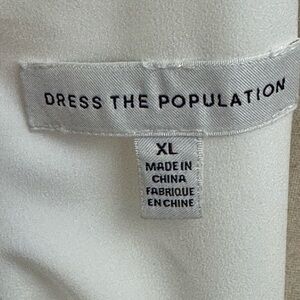 DRESS THE POPULATION
XL
MADE IN
CHINA
FABRIQUE
EN CHINE